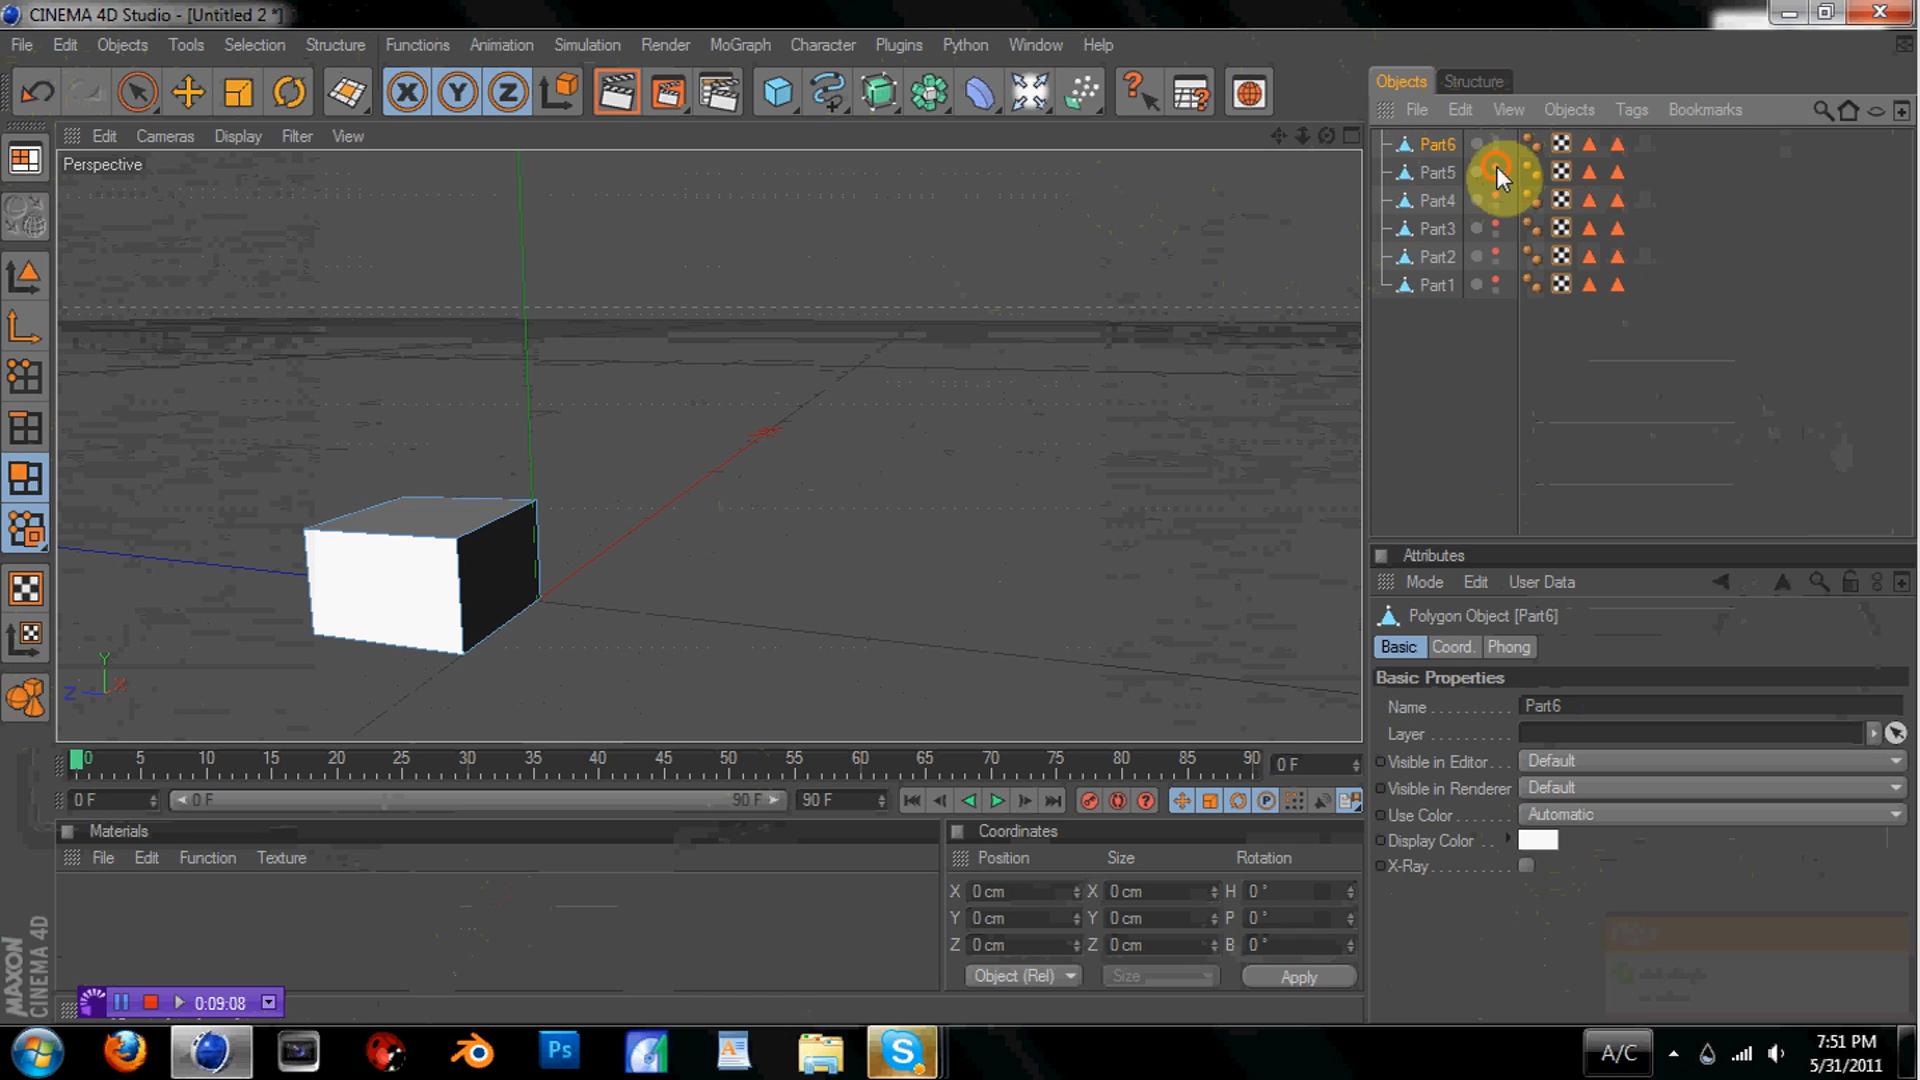 CINEMA 4D Studio - [Untitled 2 *]
File Edit Objects Tools Selection Structure Functions Animation Simulation Render MoGraph Character Plugins Python Window Help
Objects Structure
File Edit View Objects Tags Bookmarks
Edit Cameras Display Filter View
Perspective
Part6
Part5
Part4
Part3
Part2
Part1
Y
Z X
Attributes
Mode Edit User Data
Polygon Object [Part6]
Basic Coord. Phong
Basic Properties
Name Part6
Layer
Visible in Editor Default
Visible in Renderer Default
Use Color Automatic
Display Color
X-Ray
0 5 10 15 20 25 30 35 40 45 50 55 60 65 70 75 80 85 90 0 F
0 F 0 F 90 F 90 F
Materials
File Edit Function Texture
Coordinates
Position Size Rotation
X 0 cm X 0 cm H 0 °
Y 0 cm Y 0 cm P 0 °
Z 0 cm Z 0 cm B 0 °
Object (Rel) Size Apply
MAXON
CINEMA 4D
0:09:08
Ps
A/C
7:51 PM
5/31/2011